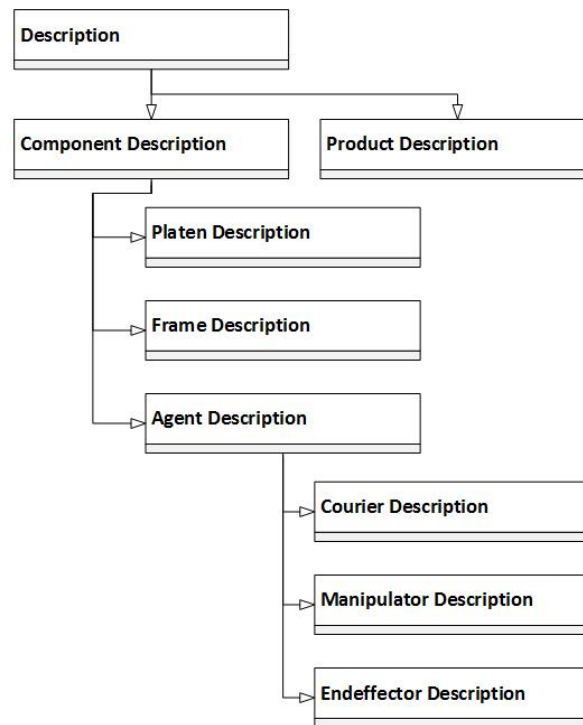 Description
Component Description
Product Description
Platen Description
Frame Description
Agent Description
Courier Description
Manipulator Description
Endeffector Description